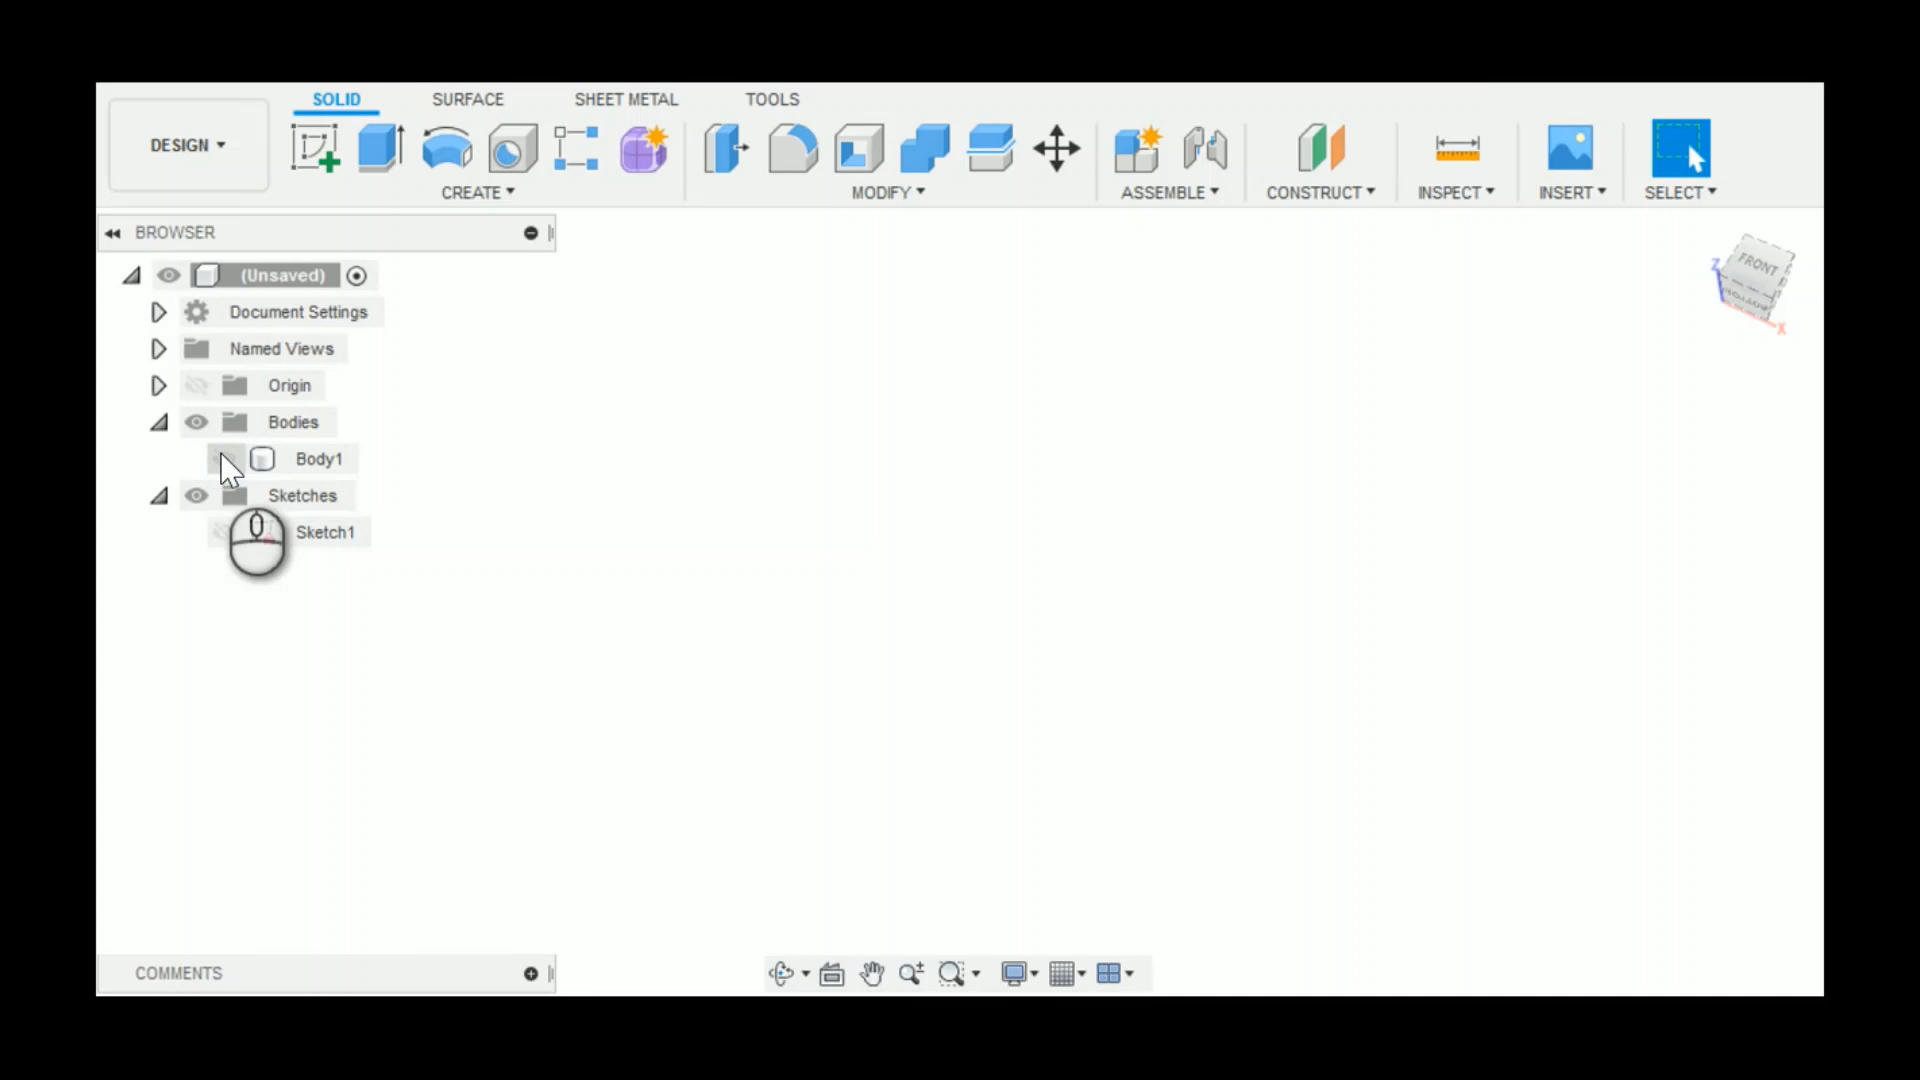 SOLID SURFACE SHEET METAL TOOLS
DESIGN
CREATE MODIFY ASSEMBLE CONSTRUCT INSPECT INSERT SELECT
BROWSER
(Unsaved)
Document Settings
Named Views
Origin
Bodies
Body1
Sketches
Sketch1
FRONT
BOTTOM
Z
X
COMMENTS